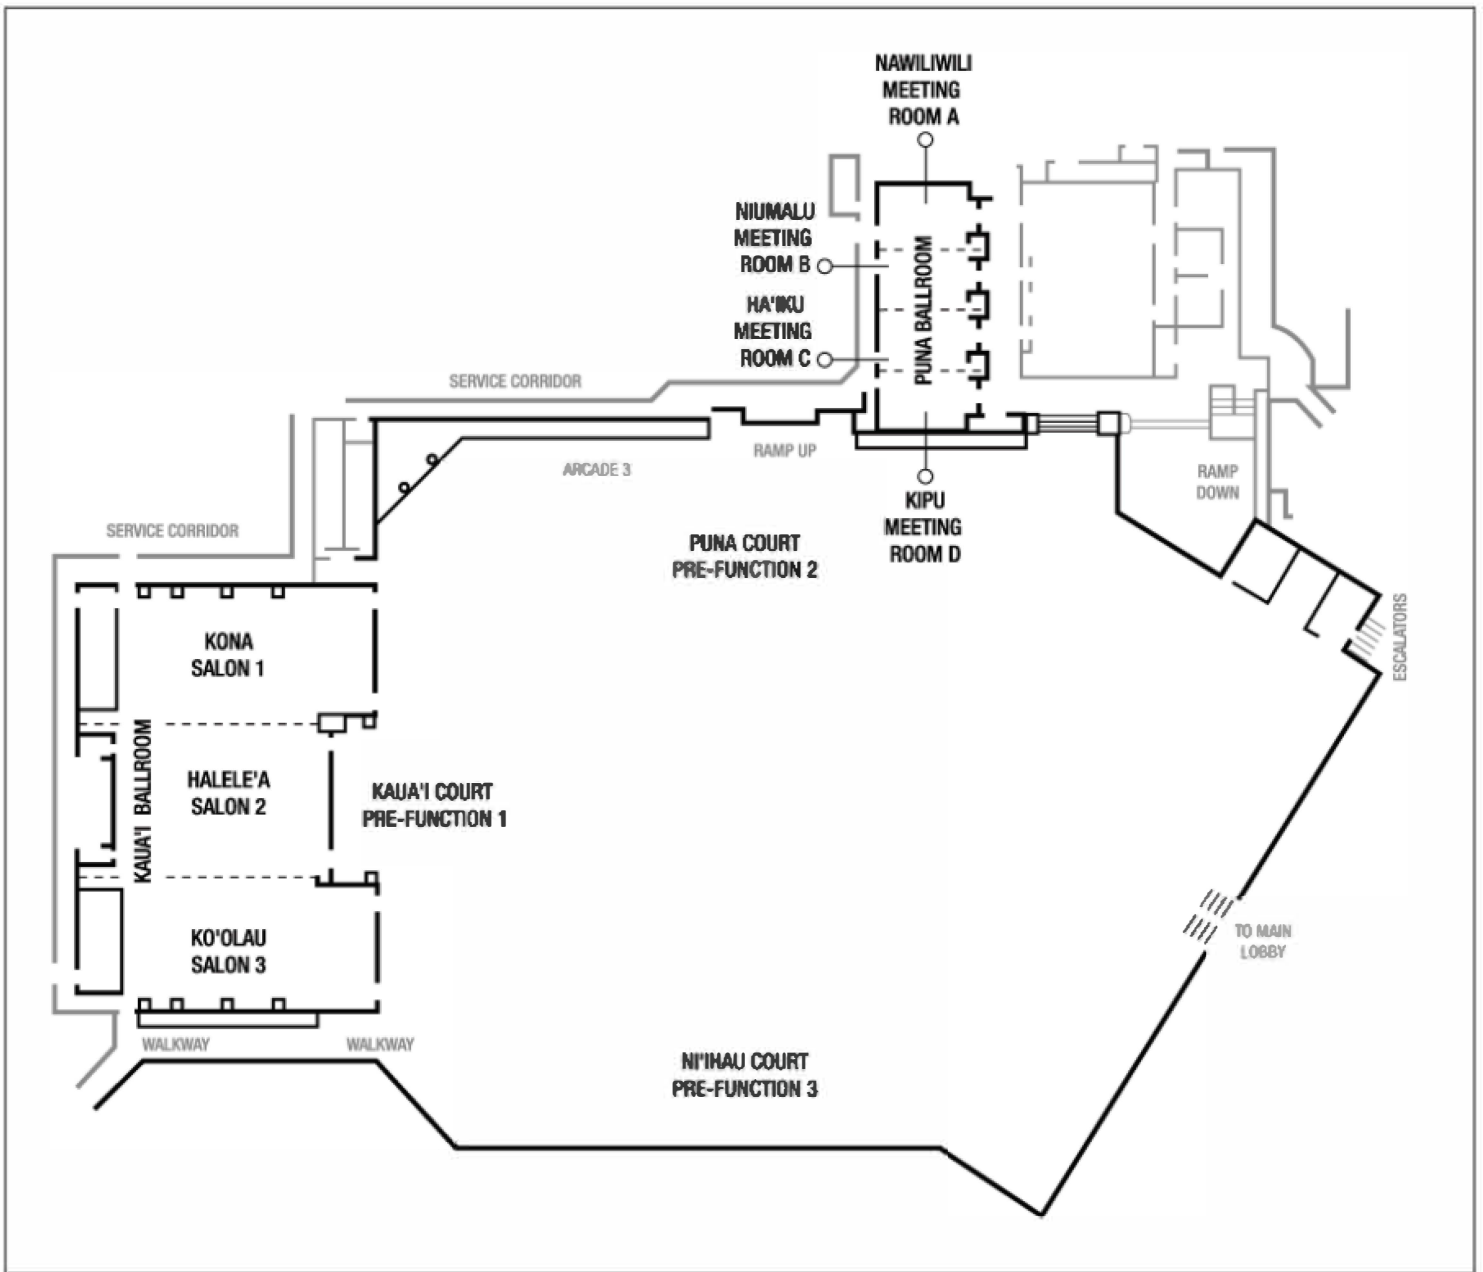 NAWILIWILI
MEETING
ROOM A
NIUMALU
MEETING
ROOM B
HA'IKU
MEETING
ROOM C
PUNA BALLROOM
SERVICE CORRIDOR
ARCADE 3
RAMP UP
KIPU
MEETING
ROOM D
RAMP
DOWN
SERVICE CORRIDOR
PUNA COURT
PRE-FUNCTION 2
ESCALATORS
KONA
SALON 1
KAUA'I BALLROOM
HALELE'A
SALON 2
KAUA'I COURT
PRE-FUNCTION 1
KO'OLAU
SALON 3
TO MAIN
LOBBY
WALKWAY
WALKWAY
NI'IHAU COURT
PRE-FUNCTION 3